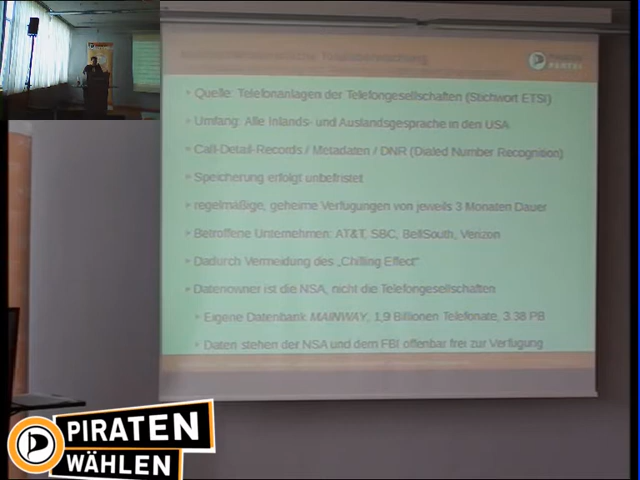 PIRATEN
PARTEI
• Quelle: Telefonanlagen der Telefongesellschaften (Stichwort ETSI)
• Umfang: Alle Inlands- und Auslandsgespräche in den USA
• Call-Detail-Records / Metadaten / DNR (Dialed Number Recognition)
• Speicherung erfolgt unbefristet
• regelmäßige, geheime Verfügungen von jeweils 3 Monaten Dauer
• Betroffene Unternehmen: AT&T, SBC, BellSouth, Verizon
• Dadurch Vermeidung des „Chilling Effect“
• Datenowner ist die NSA, nicht die Telefongesellschaften
• Eigene Datenbank MAINWAY, 1,9 Billionen Telefonate, 3.38 PB
• Daten stehen der NSA und dem FBI offenbar frei zur Verfügung
PIRATEN
WÄHLEN